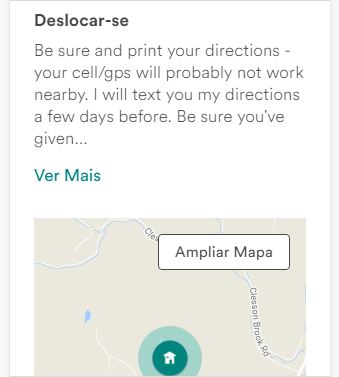 Deslocar-se
Be sure and print your directions -
your cell/gps will probably not work
nearby. I will text you my directions
a few days before. Be sure you've
given...
Ver Mais
Ampliar Mapa
Clesson Brook Rd